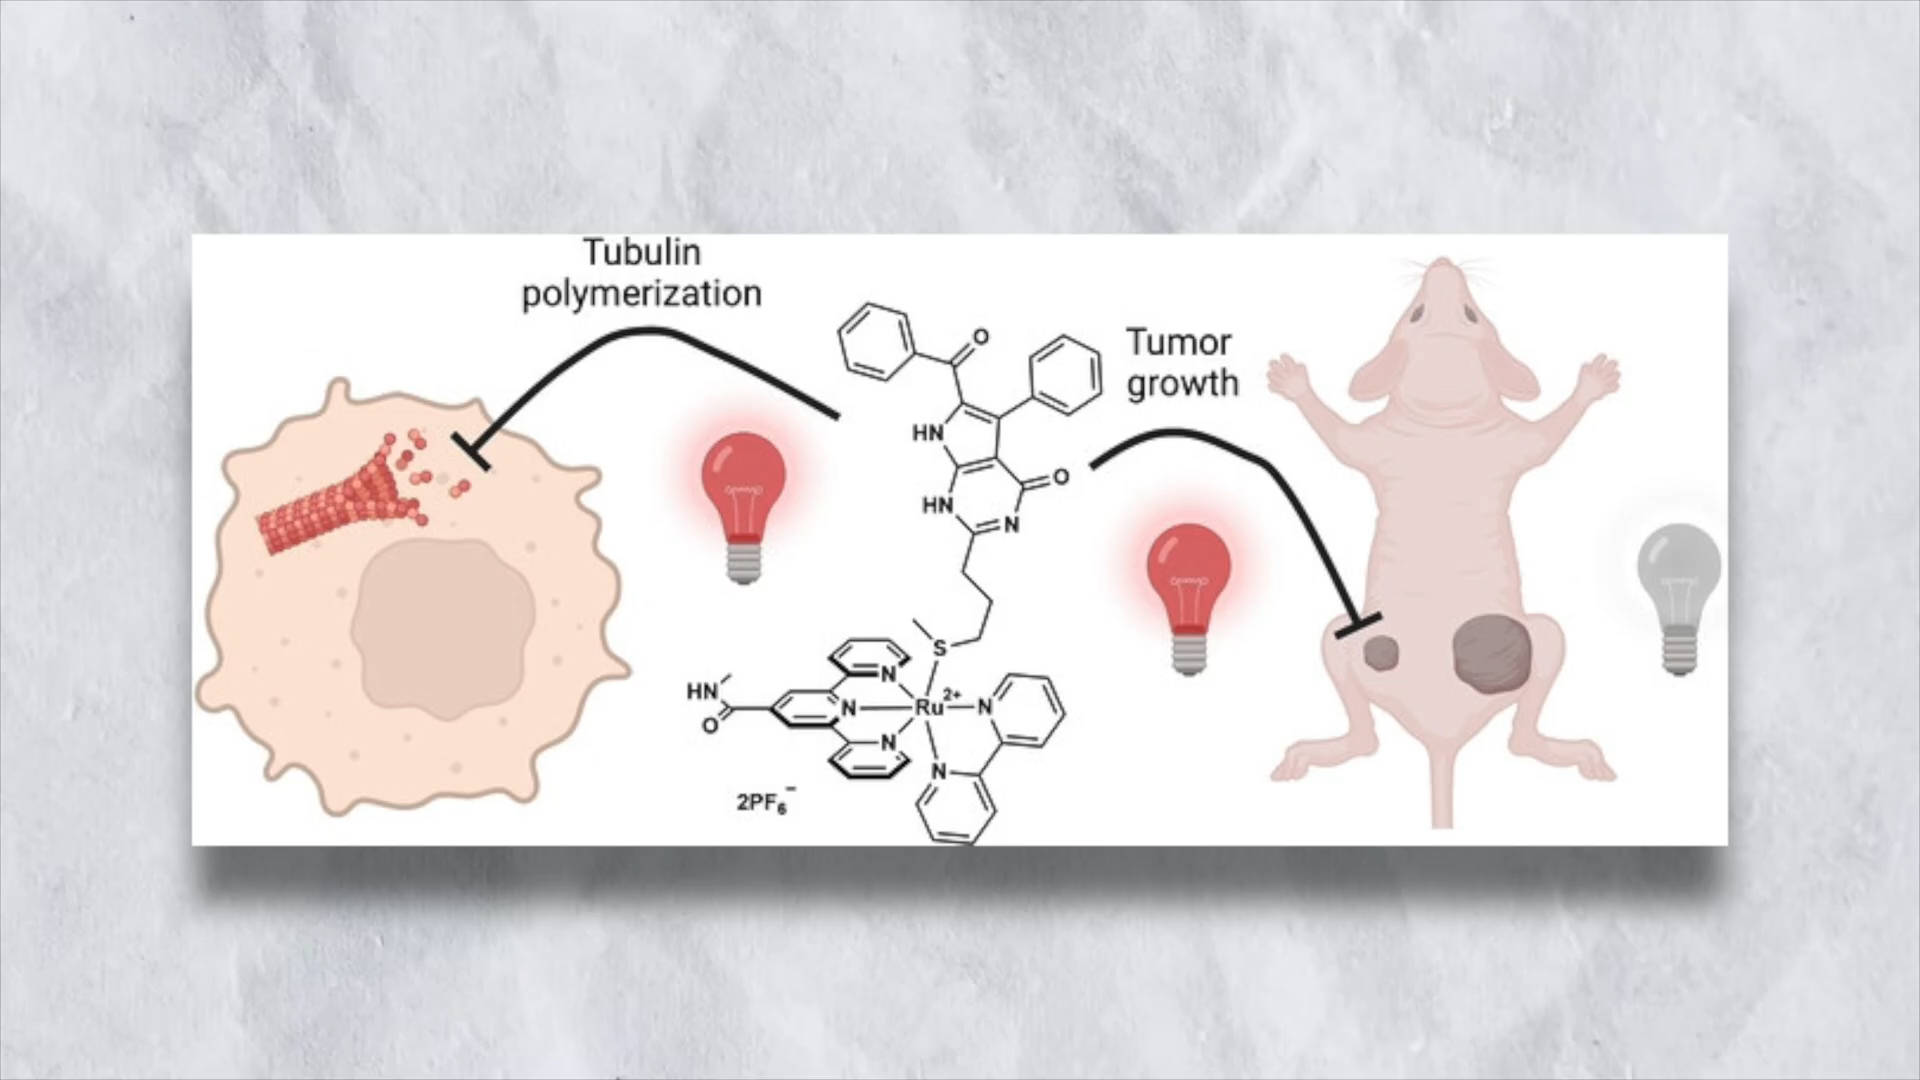 Tubulin
polymerization
Tumor
growth
O
HN
O
HN
N
S
N
HN
2+
N
Ru
N
O
N
N
2PF6−